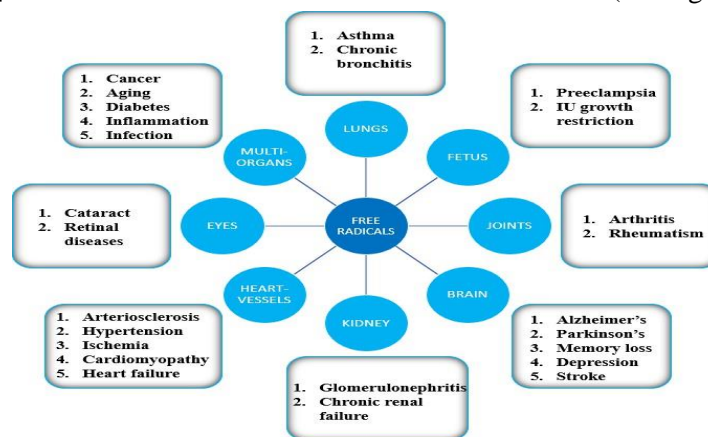 1. Asthma
2. Chronic
bronchitis
1. Cancer
2. Aging
3. Diabetes
4. Inflammation
5. Infection
1. Preeclampsia
2. IU growth
restriction
LUNGS
MULTI-
ORGANS
FETUS
1. Cataract
2. Retinal
diseases
EYES
FREE
RADICALS
JOINTS
1. Arthritis
2. Rheumatism
HEART-
VESSELS
BRAIN
KIDNEY
1. Arteriosclerosis
2. Hypertension
3. Ischemia
4. Cardiomyopathy
5. Heart failure
1. Glomerulonephritis
2. Chronic renal
failure
1. Alzheimer’s
2. Parkinson’s
3. Memory loss
4. Depression
5. Stroke